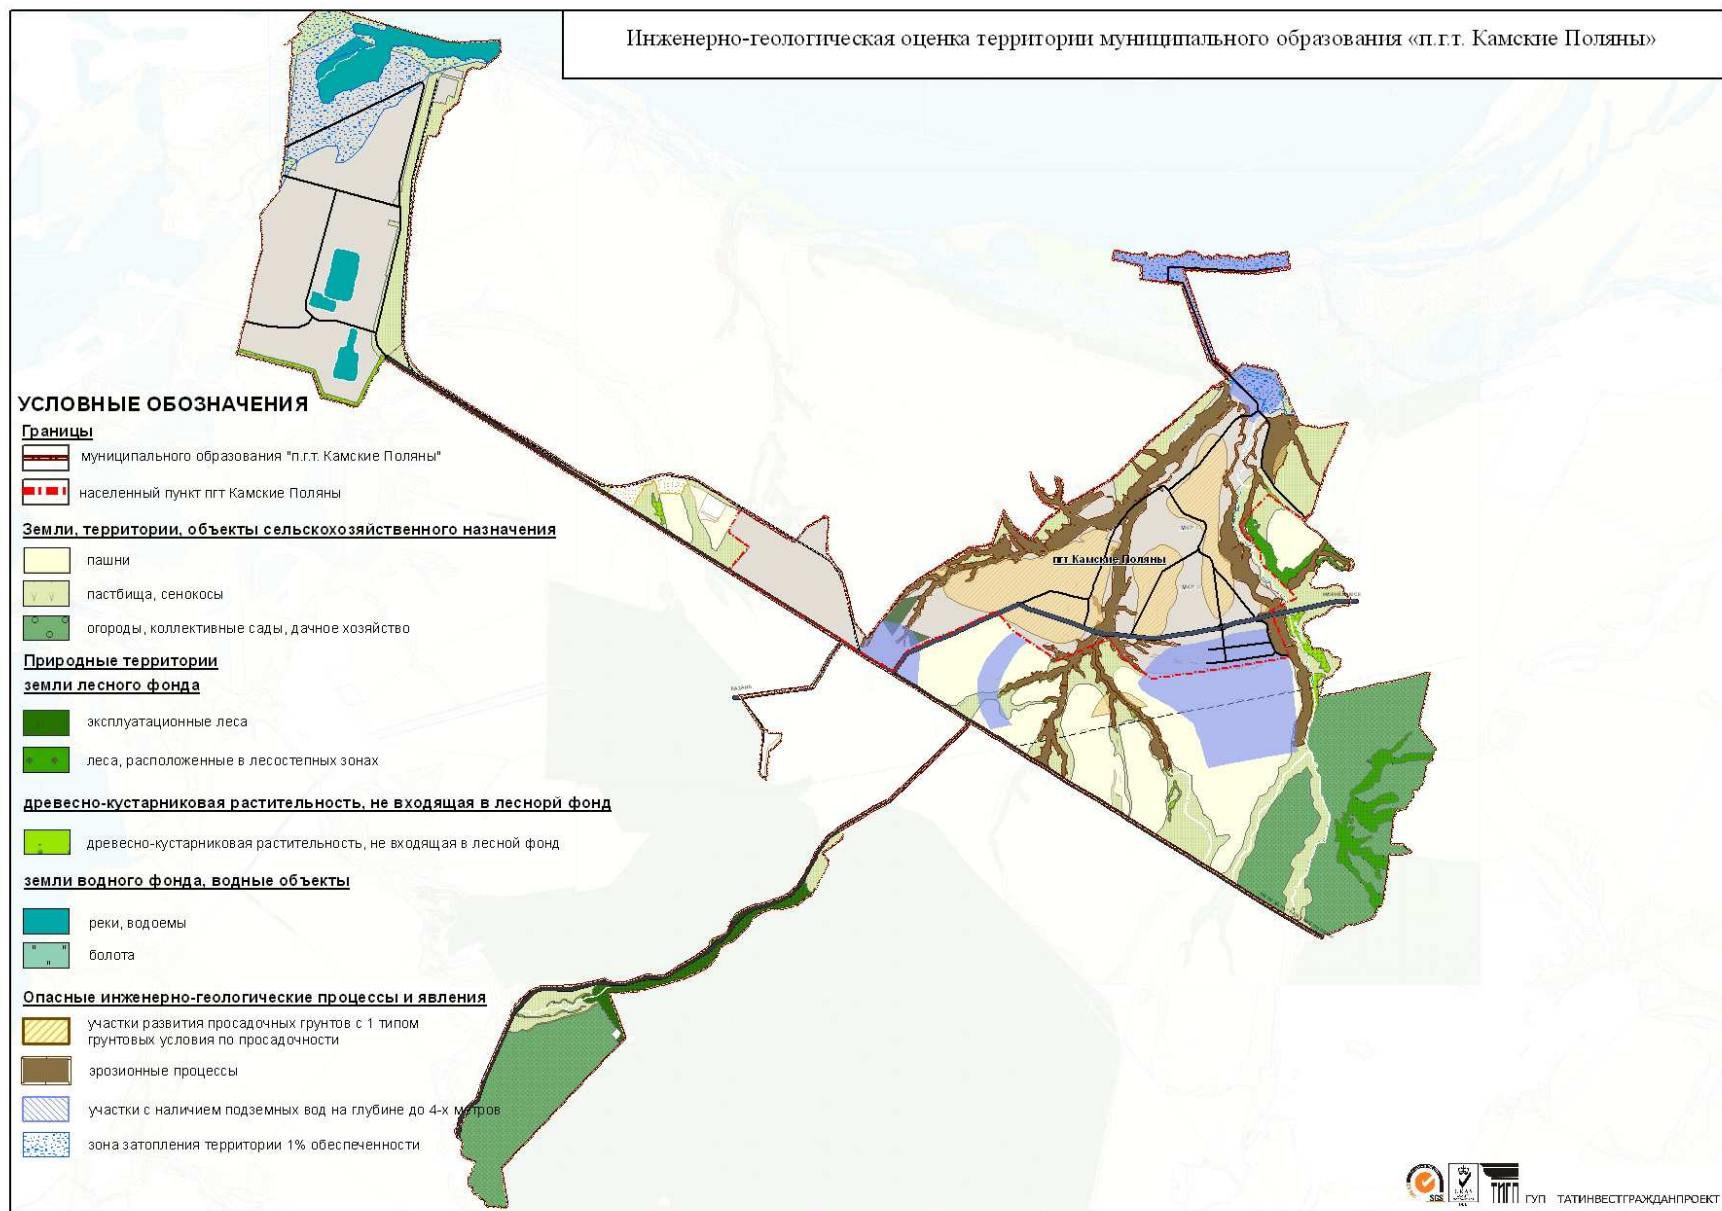 Инженерно-геологическая оценка территории муниципального образования «п.г.т. Камские Поляны»
УСЛОВНЫЕ ОБОЗНАЧЕНИЯ
Границы
муниципального образования "п.г.т. Камские Поляны"
населенный пункт пгт Камские Поляны
Земли, территории, объекты сельскохозяйственного назначения
пашни
пастбища, сенокосы
огороды, коллективные сады, дачное хозяйство
Природные территории
земли лесного фонда
эксплуатационные леса
леса, расположенные в лесостепных зонах
древесно-кустарниковая растительность, не входящая в леснорй фонд
древесно-кустарниковая растительность, не входящая в лесной фонд
земли водного фонда, водные объекты
реки, водоемы
болота
Опасные инженерно-геологические процессы и явления
участки развития просадочных грунтов с 1 типом
грунтовых условия по просадочности
эрозионные процессы
участки с наличием подземных вод на глубине до 4-х метров
зона затопления территории 1% обеспеченности
пгт Камские Поляны
КАЗАНЬ
SGS
ТИГП
ГУП ТАТИНВЕСТГРАЖДАНПРОЕКТ